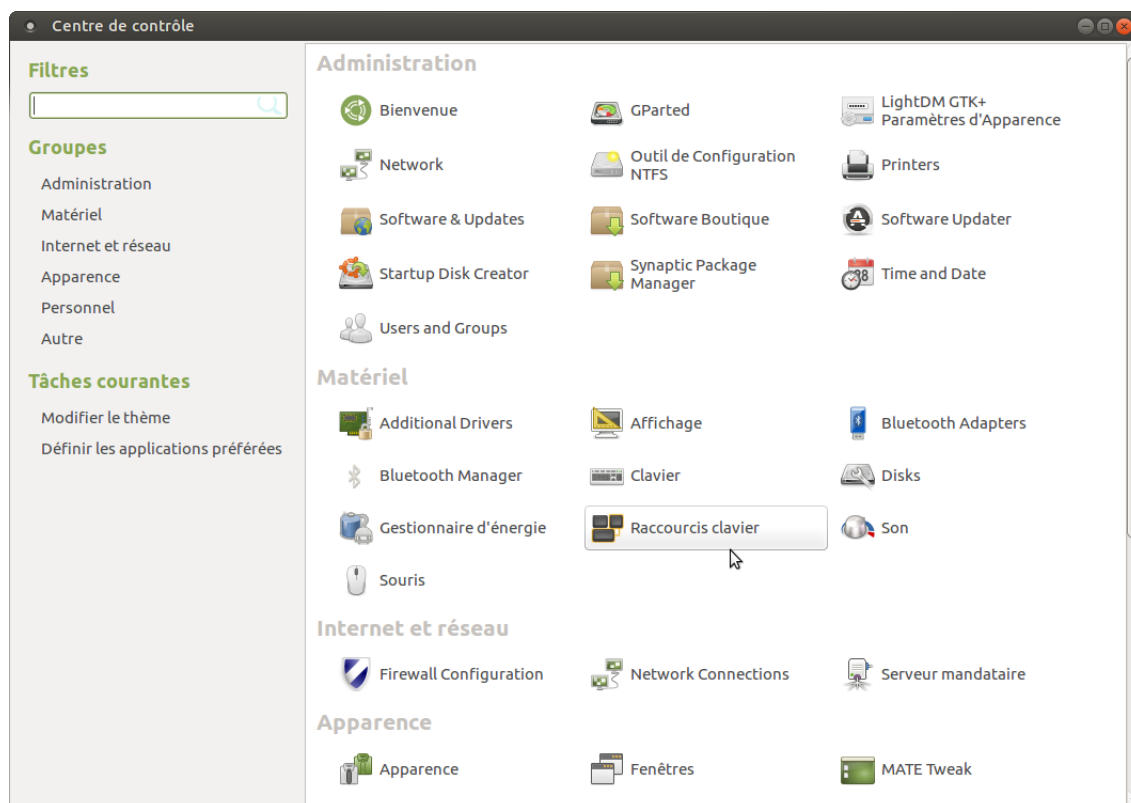 Centre de contrôle
Filtres
Groupes
Administration
Matériel
Internet et réseau
Apparence
Personnel
Autre
Tâches courantes
Modifier le thème
Définir les applications préférées
Administration
Bienvenue
GParted
LightDM GTK+
Paramètres d'Apparence
Network
Outil de Configuration
NTFS
Printers
Software & Updates
Software Boutique
Software Updater
Startup Disk Creator
Synaptic Package
Manager
Time and Date
Users and Groups
Matériel
Additional Drivers
Affichage
Bluetooth Adapters
Bluetooth Manager
Clavier
Disks
Gestionnaire d'énergie
Raccourcis clavier
Son
Souris
Internet et réseau
Firewall Configuration
Network Connections
Serveur mandataire
Apparence
Apparence
Fenêtres
MATE Tweak